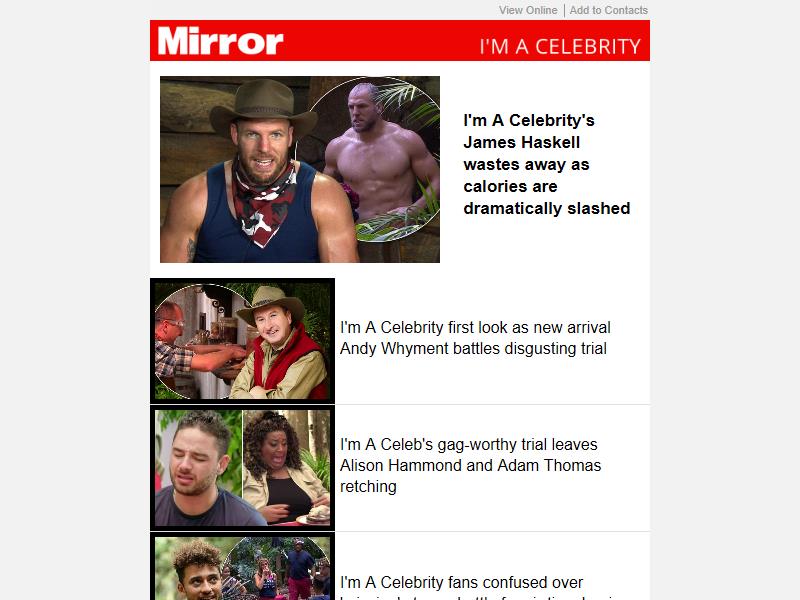 View Online | Add to Contacts
Mirror
I'M A CELEBRITY
I'm A Celebrity's
James Haskell
wastes away as
calories are
dramatically slashed
I'm A Celebrity first look as new arrival
Andy Whyment battles disgusting trial
I'm A Celeb's gag-worthy trial leaves
Alison Hammond and Adam Thomas
retching
I'm A Celebrity fans confused over